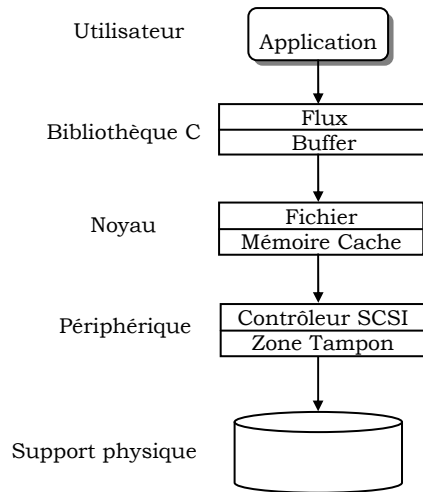 Utilisateur
Application
Bibliothèque C
Flux
Buffer
Noyau
Fichier
Mémoire Cache
Périphérique
Contrôleur SCSI
Zone Tampon
Support physique